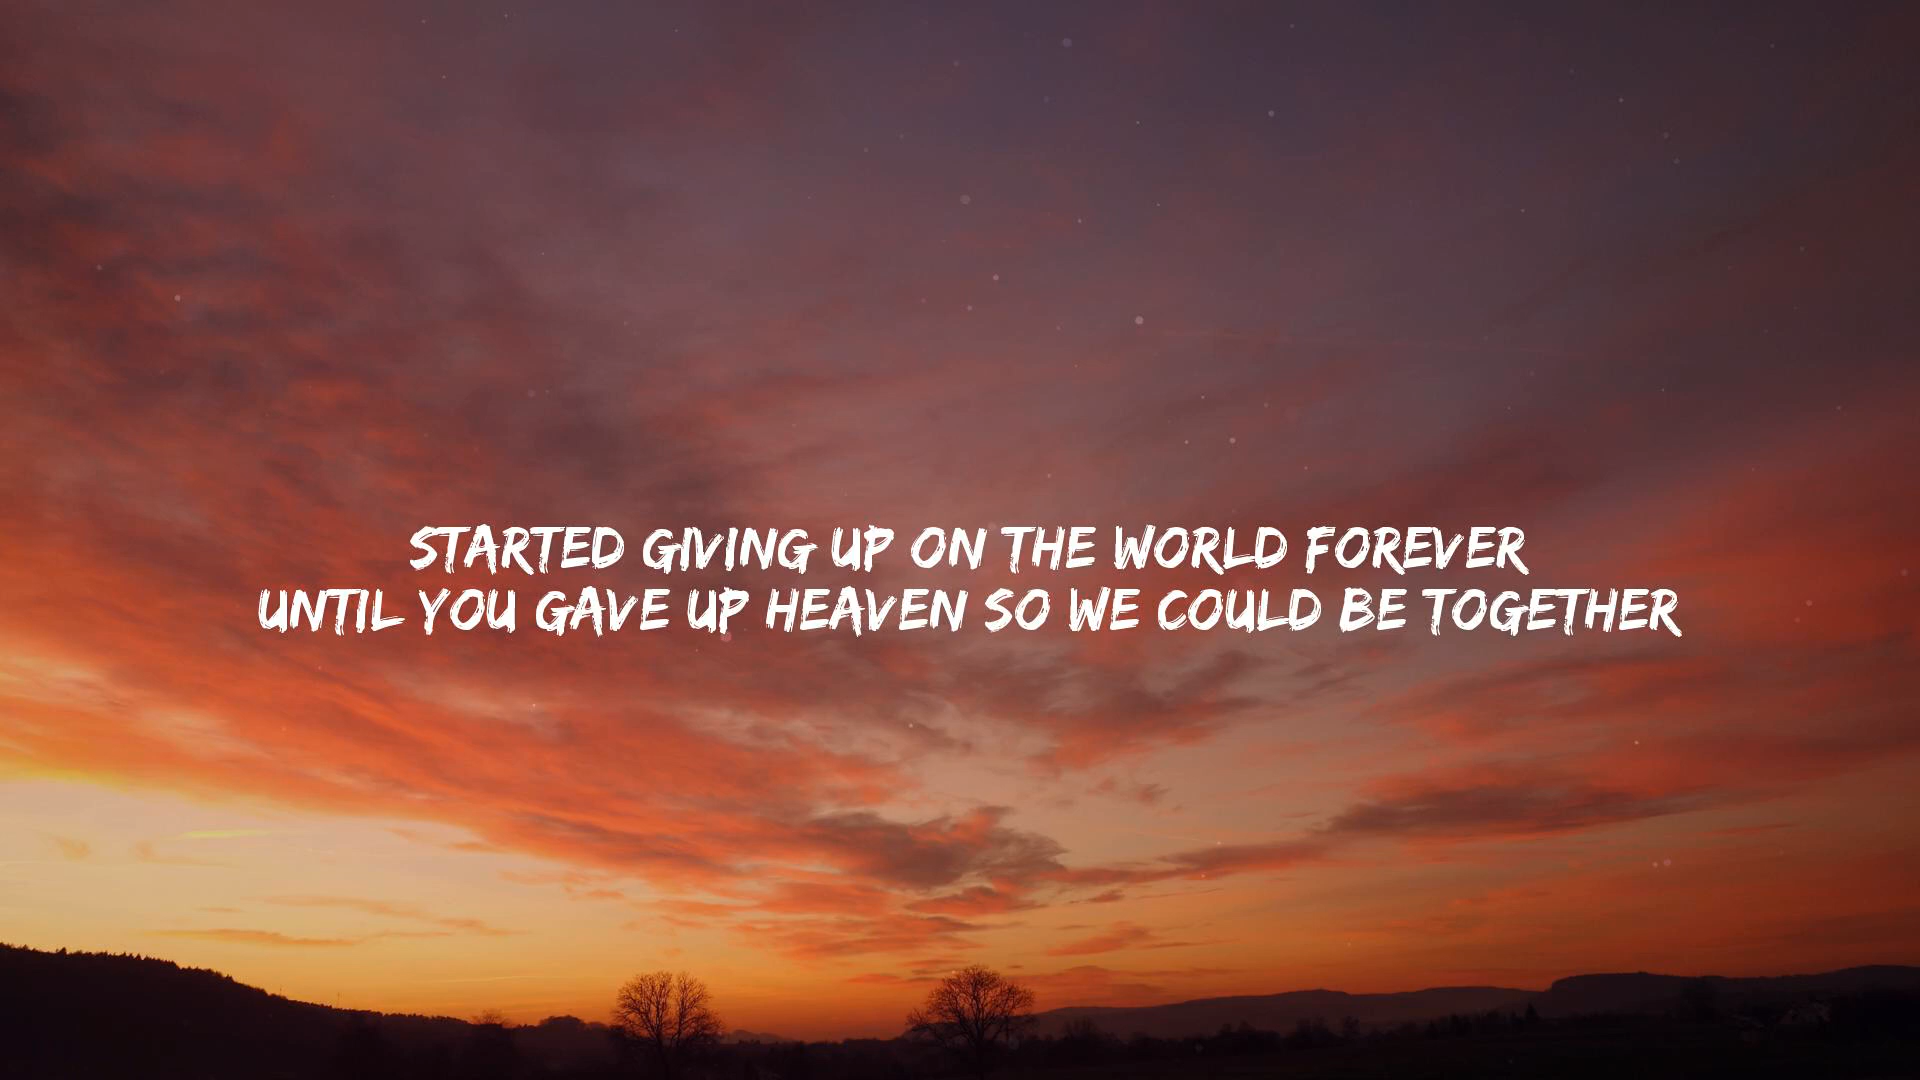 STARTED GIVING UP ON THE WORLD FOREVER
UNTIL YOU GAVE UP HEAVEN SO WE COULD BE TOGETHER